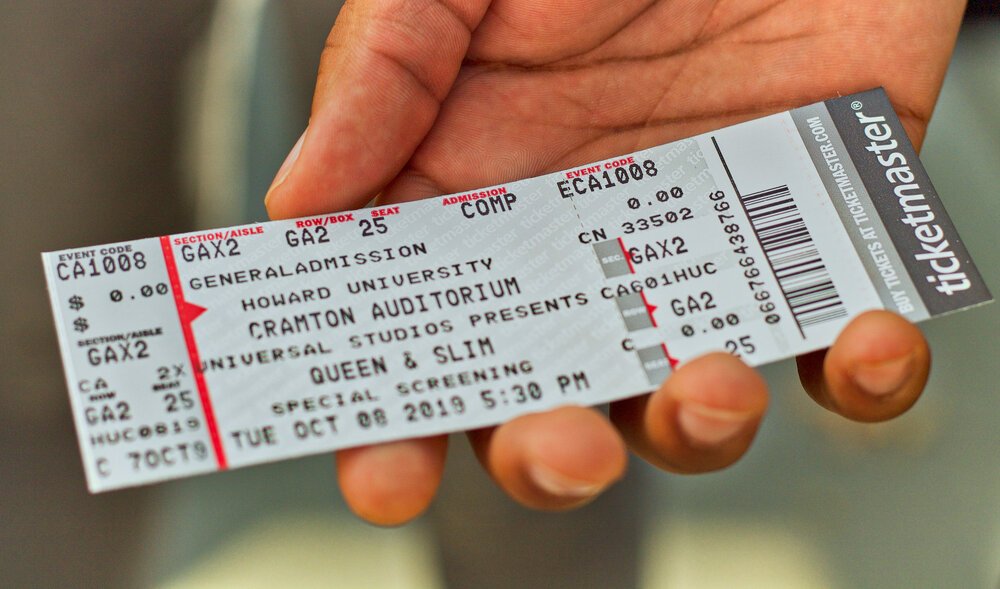 EVENT CODE
CA1008
$ 0.00
$
SECTION/AISLE
GAX2
CA 2X
ROW SEAT
GA2 25
HUC0819
C 7OCT9
SECTION/AISLE ROW/BOX SEAT ADMISSION EVENT CODE
GAX2 GA2 25 COMP ECA1008
GENERALADMISSION
HOWARD UNIVERSITY
CRAMTON AUDITORIUM
UNIVERSAL STUDIOS PRESENTS
QUEEN & SLIM
SPECIAL SCREENING
TUE OCT 08 2019 5:30 PM
0.00
CN 33502
SEC GAX2
CA601HUC
ROW GA2
C 0.00
25
0667664638766
BUY TICKETS AT TICKETMASTER.COM
ticketmaster®